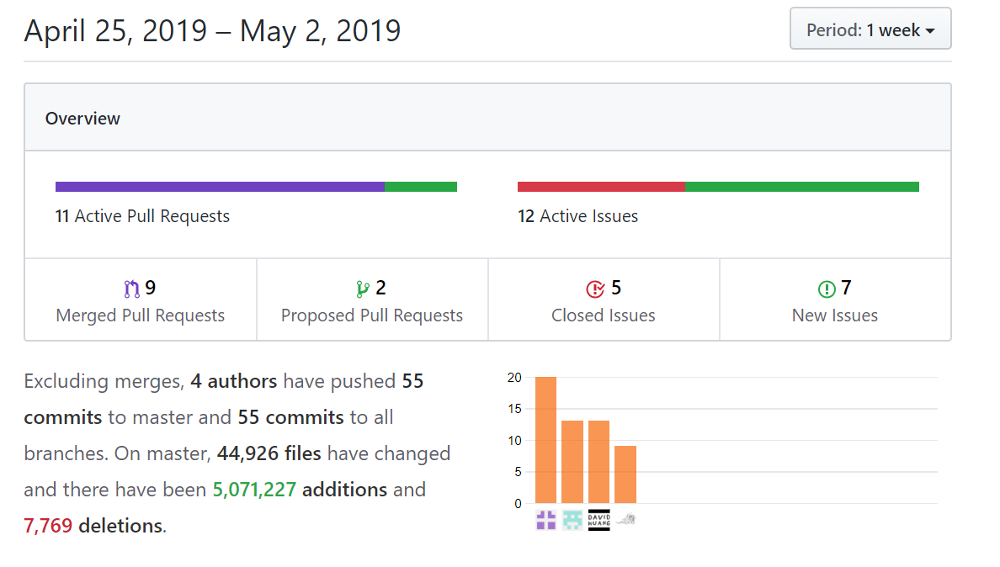 April 25, 2019 – May 2, 2019
Period: 1 week
Overview
11 Active Pull Requests
12 Active Issues
9
Merged Pull Requests
2
Proposed Pull Requests
5
Closed Issues
7
New Issues
Excluding merges, 4 authors have pushed 55
commits to master and 55 commits to all
branches. On master, 44,926 files have changed
and there have been 5,071,227 additions and
7,769 deletions.
20
15
10
5
0
DAVID
HUANG